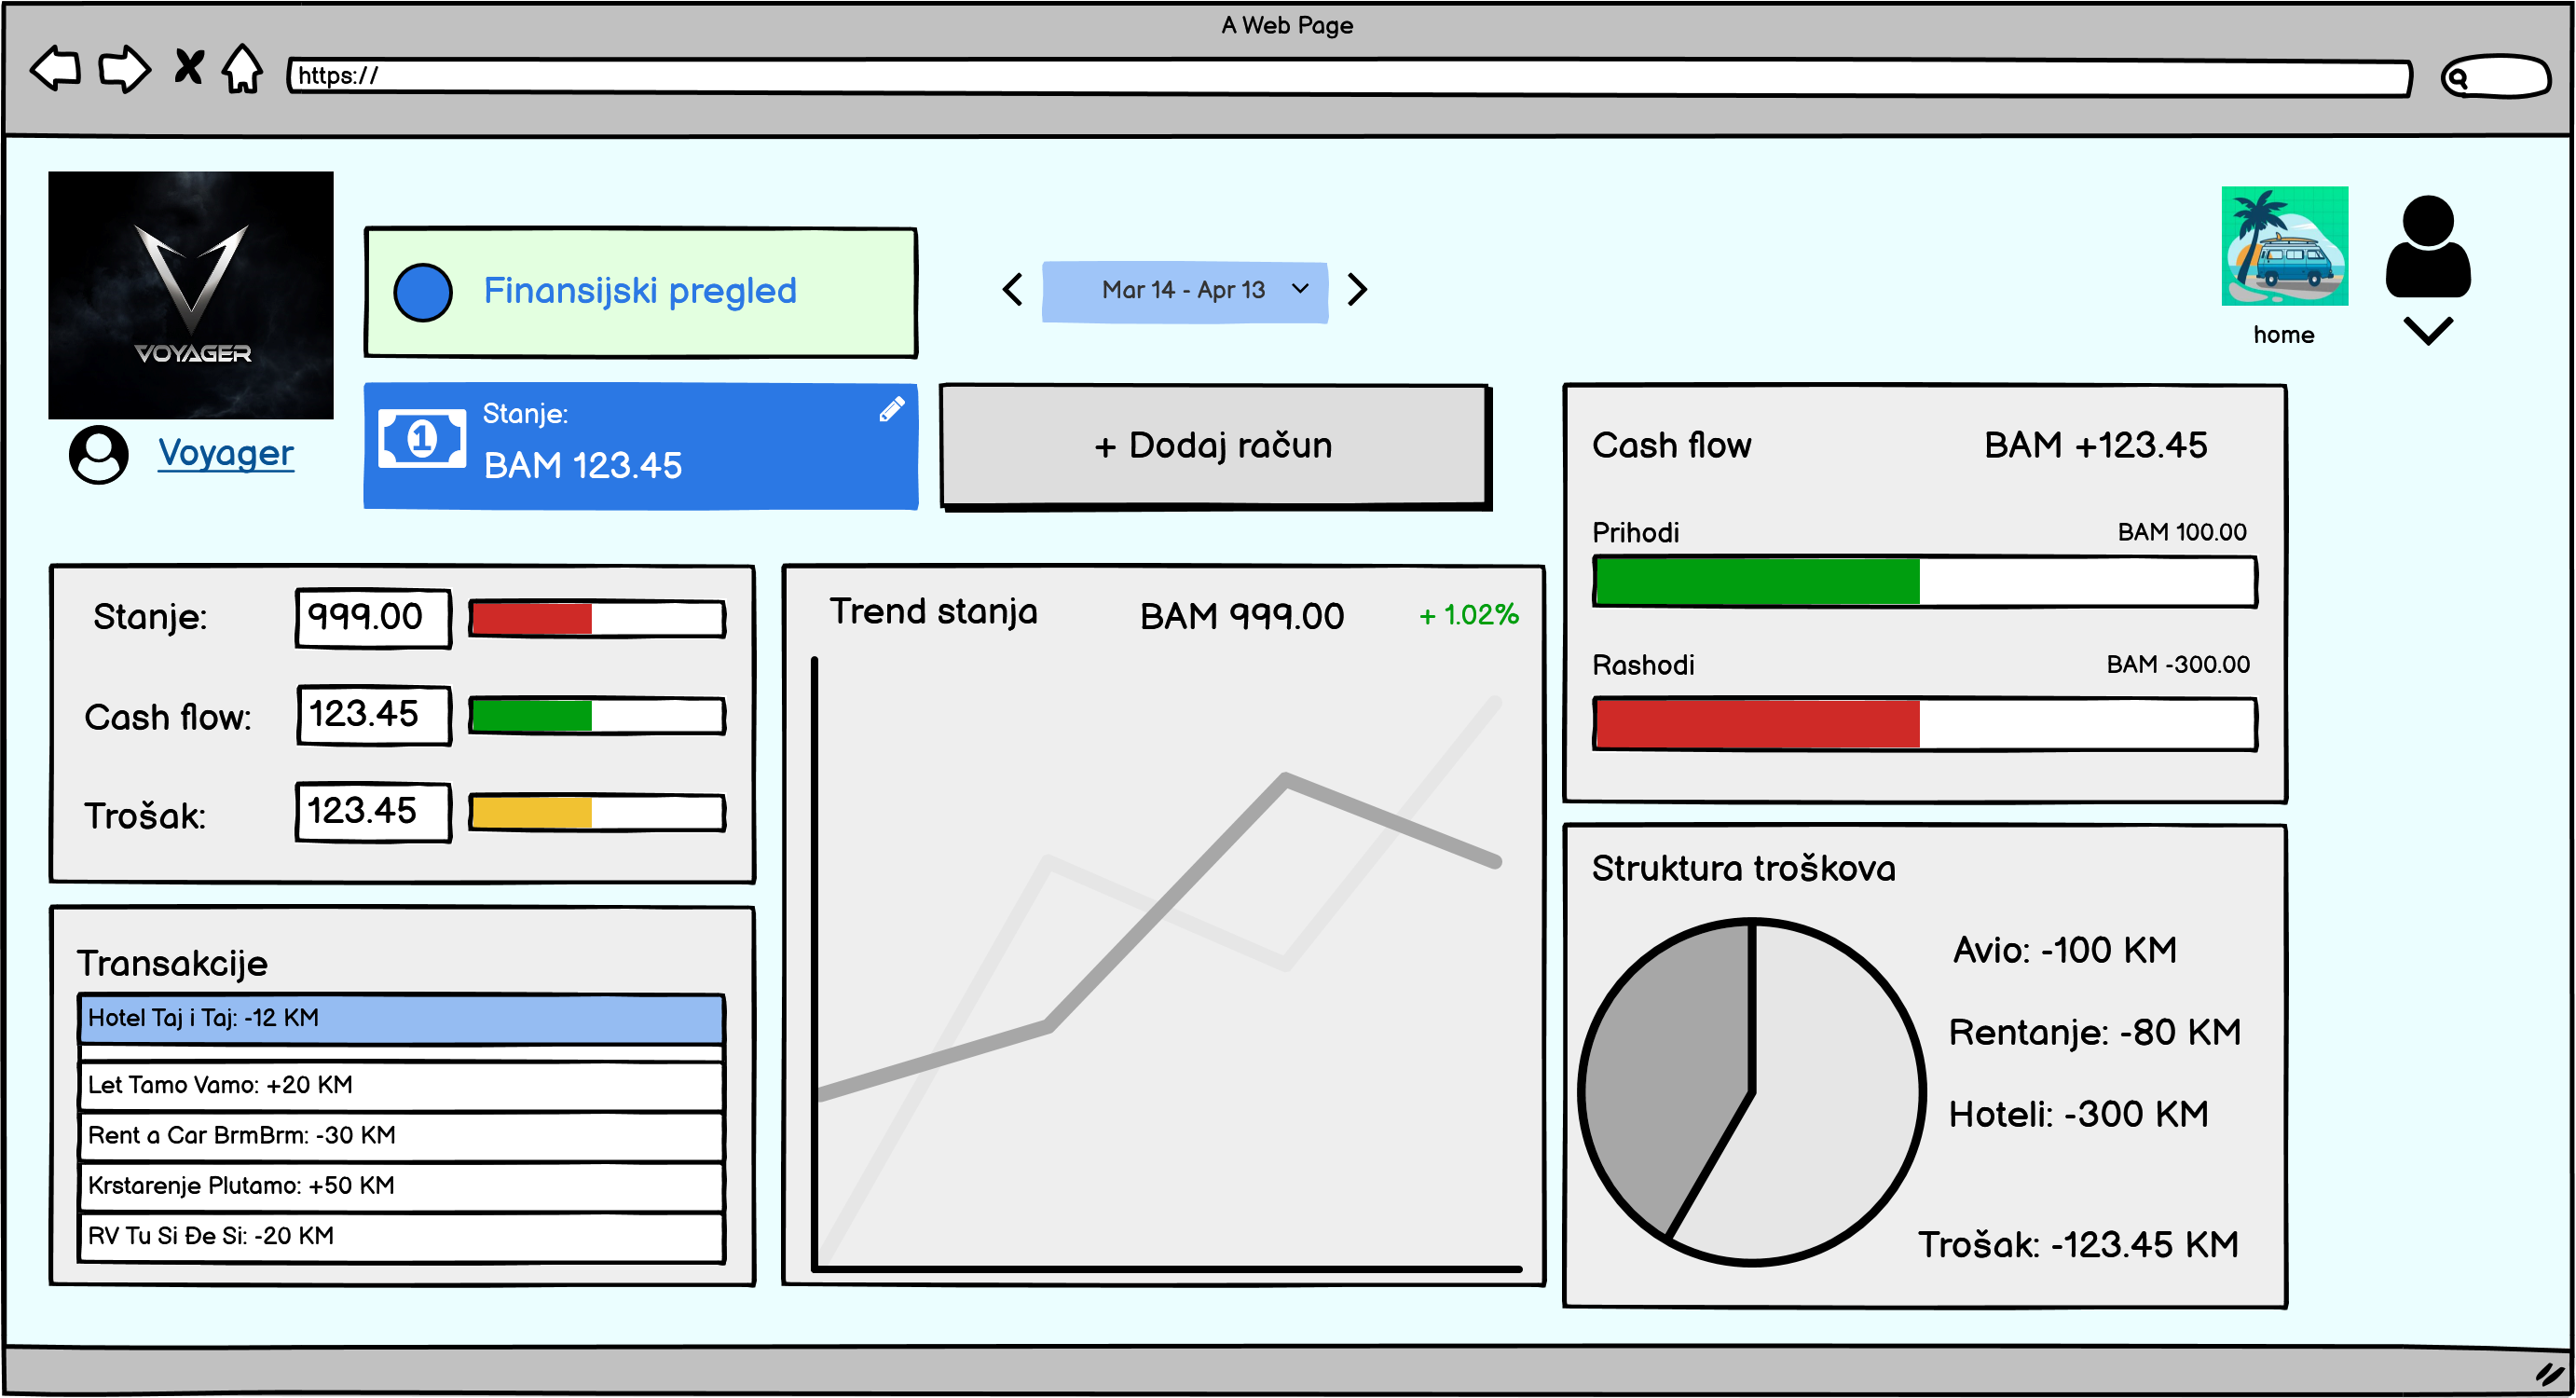 A Web Page
https://
VOYAGER
Voyager
Finansijski pregled
Mar 14 - Apr 13
home
1
Stanje:
BAM 123.45
+ Dodaj račun
Cash flow BAM +123.45
Prihodi BAM 100.00
Rashodi BAM -300.00
Stanje: 999.00
Cash flow: 123.45
Trošak: 123.45
Trend stanja BAM 999.00 + 1.02%
Transakcije
Hotel Taj i Taj: -12 KM
Let Tamo Vamo: +20 KM
Rent a Car BrmBrm: -30 KM
Krstarenje Plutamo: +50 KM
RV Tu Si Đe Si: -20 KM
Struktura troškova
Avio: -100 KM
Rentanje: -80 KM
Hoteli: -300 KM
Trošak: -123.45 KM